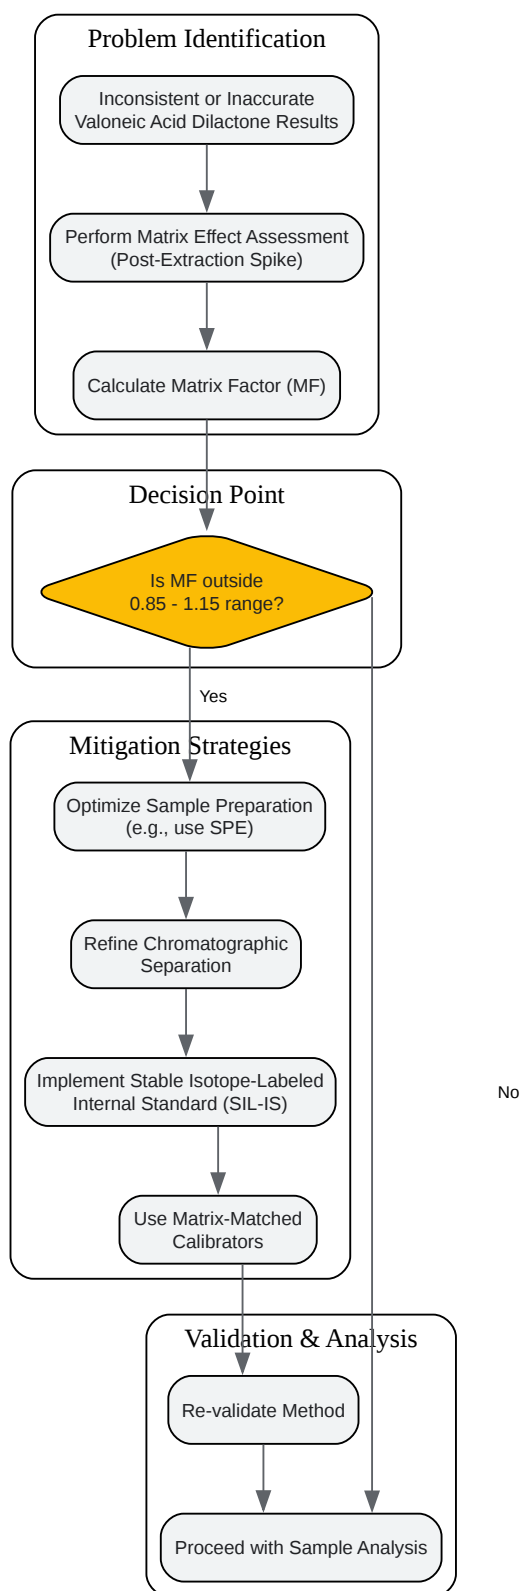 Problem Identification
Inconsistent or Inaccurate
Valoneic Acid Dilactone Results
Perform Matrix Effect Assessment
(Post-Extraction Spike)
Calculate Matrix Factor (MF)
Decision Point
Is MF outside
0.85 - 1.15 range?
Yes
Mitigation Strategies
Optimize Sample Preparation
(e.g., use SPE)
Refine Chromatographic
Separation
Implement Stable Isotope-Labeled
Internal Standard (SIL-IS)
No
Use Matrix-Matched
Calibrators
Validation & Analysis
Re-validate Method
Proceed with Sample Analysis